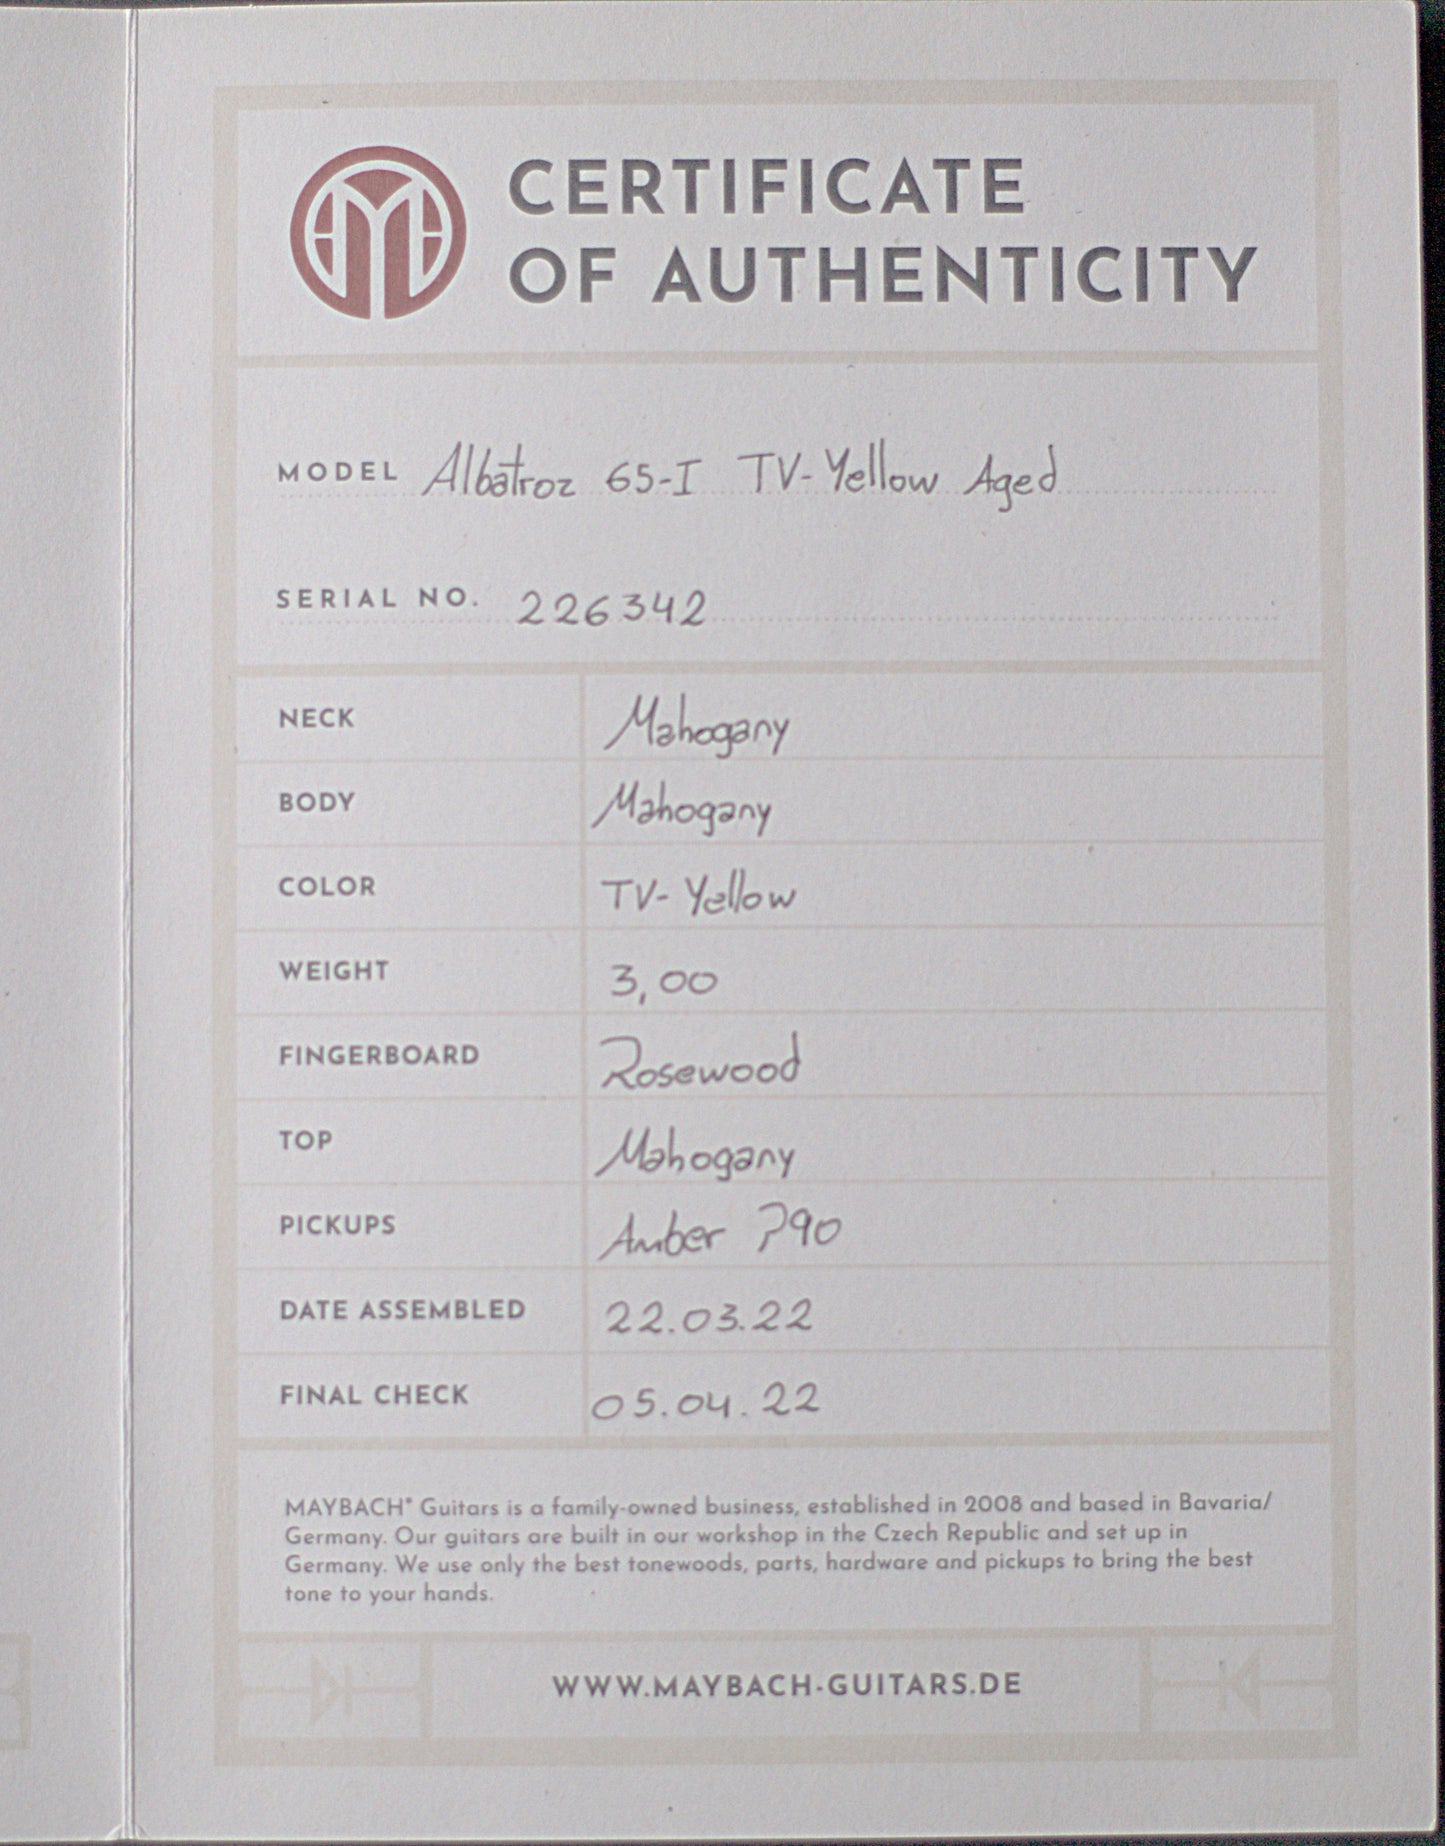 CERTIFICATE
OF AUTHENTICITY
MODEL Albatroz 65-I TV-Yellow Aged
SERIAL NO. 226342
NECK Mahogany
BODY Mahogany
COLOR TV-Yellow
WEIGHT 3,00
FINGERBOARD Rosewood
TOP Mahogany
PICKUPS Amber P90
DATE ASSEMBLED 22.03.22
FINAL CHECK 05.04.22
MAYBACH® Guitars is a family-owned business, established in 2008 and based in Bavaria/
Germany. Our guitars are built in our workshop in the Czech Republic and set up in
Germany. We use only the best tonewoods, parts, hardware and pickups to bring the best
tone to your hands.
WWW.MAYBACH-GUITARS.DE